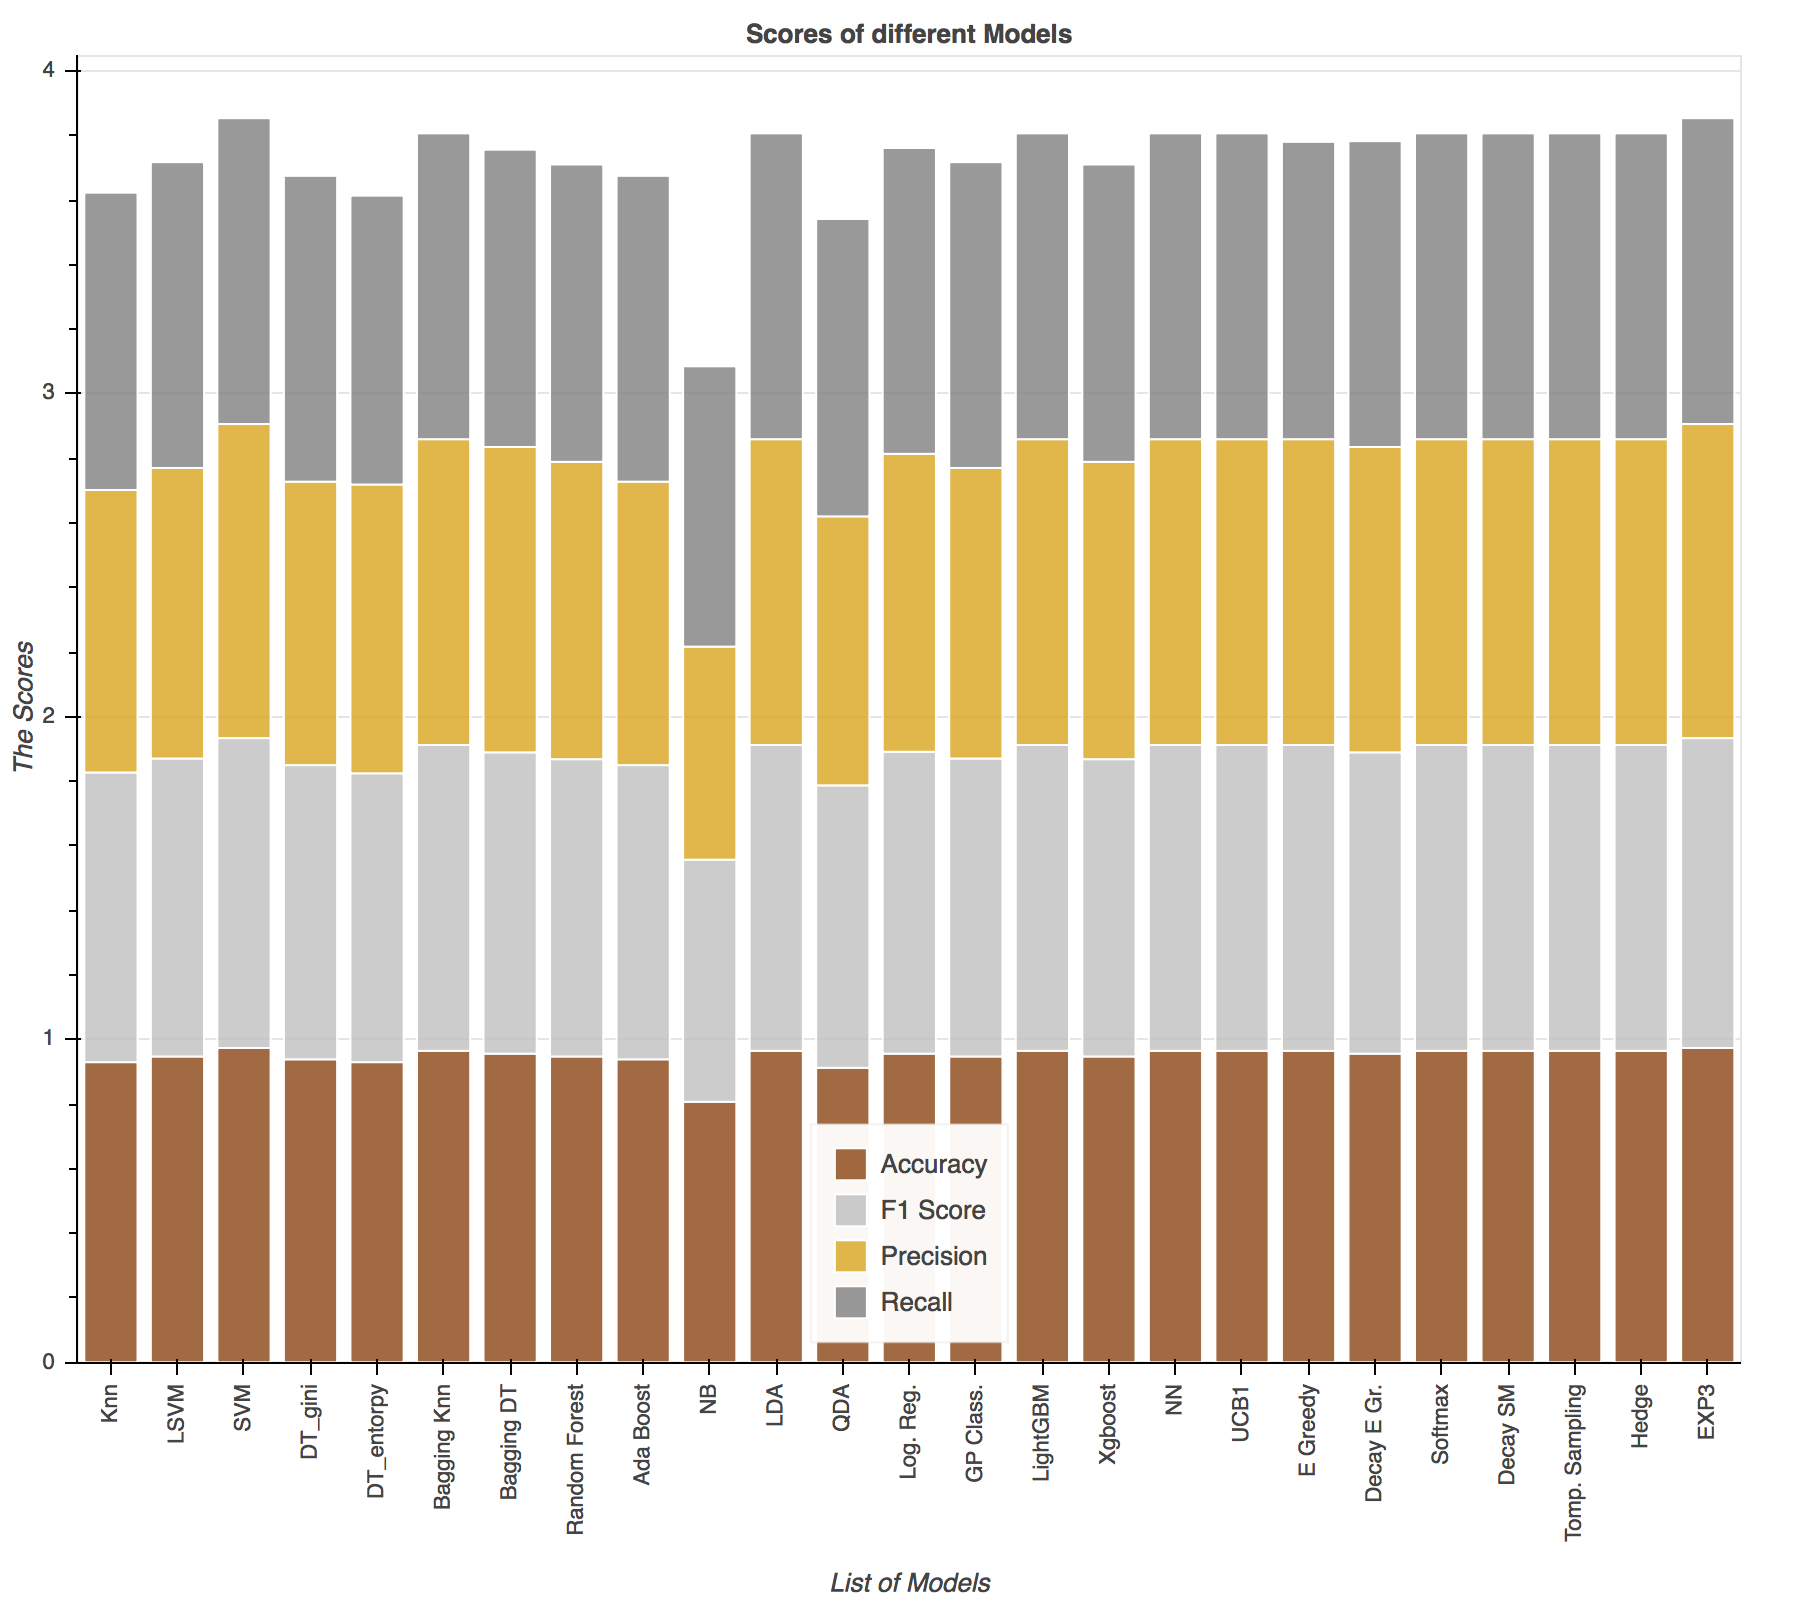 Scores of different Models
4
3
2
1
0
The Scores
Accuracy
F1 Score
Precision
Recall
Knn
LSVM
SVM
DT_gini
DT_entorpy
Bagging Knn
Bagging DT
Random Forest
Ada Boost
NB
LDA
QDA
Log. Reg.
GP Class.
LightGBM
Xgboost
NN
UCB1
E Greedy
Decay E Gr.
Softmax
Decay SM
Tomp. Sampling
Hedge
EXP3
List of Models